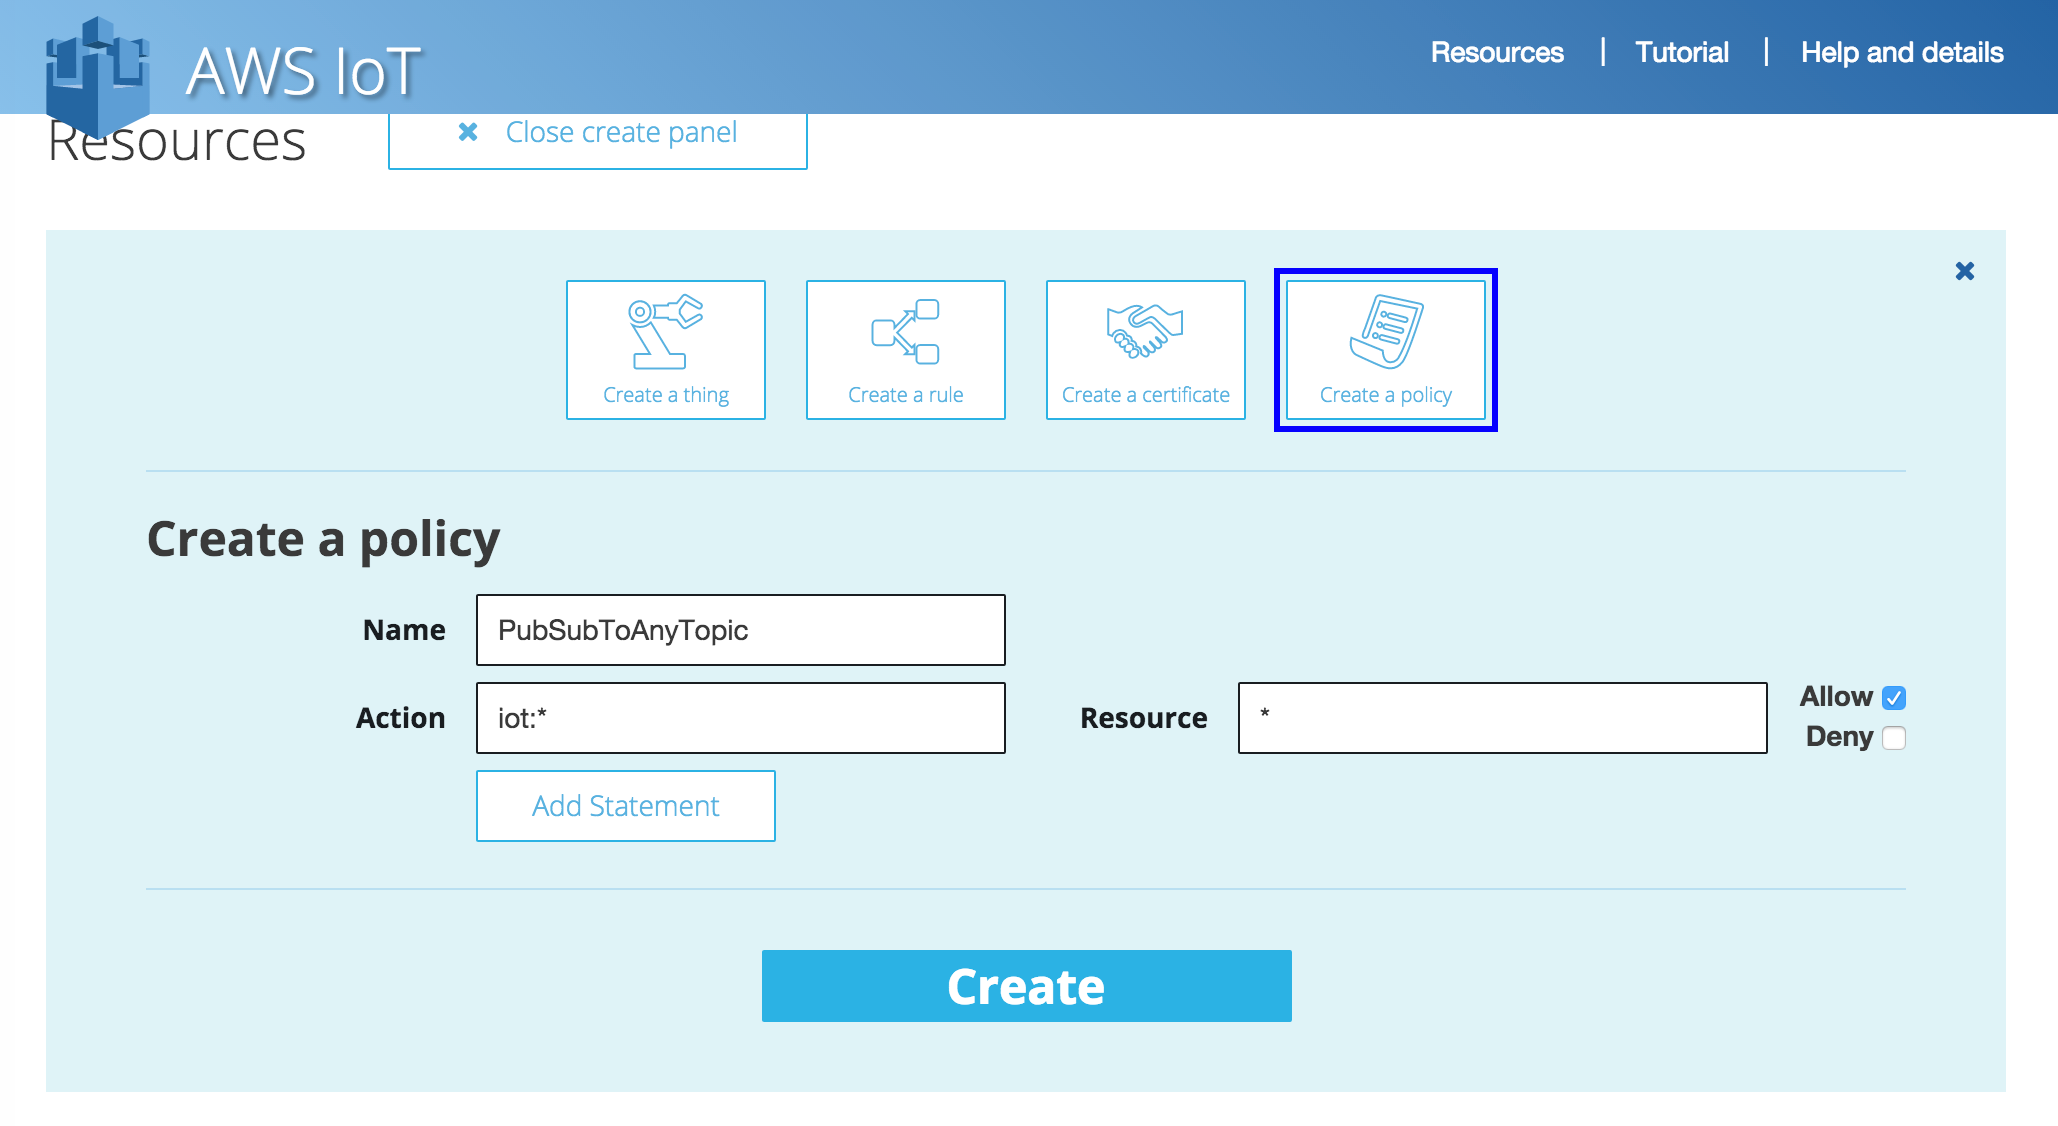 AWS IoT
Resources | Tutorial | Help and details
Resources
Close create panel
Create a thing
Create a rule
Create a certificate
Create a policy
Create a policy
Name
PubSubToAnyTopic
Action
iot:*
Resource
*
Allow
Deny
Add Statement
Create